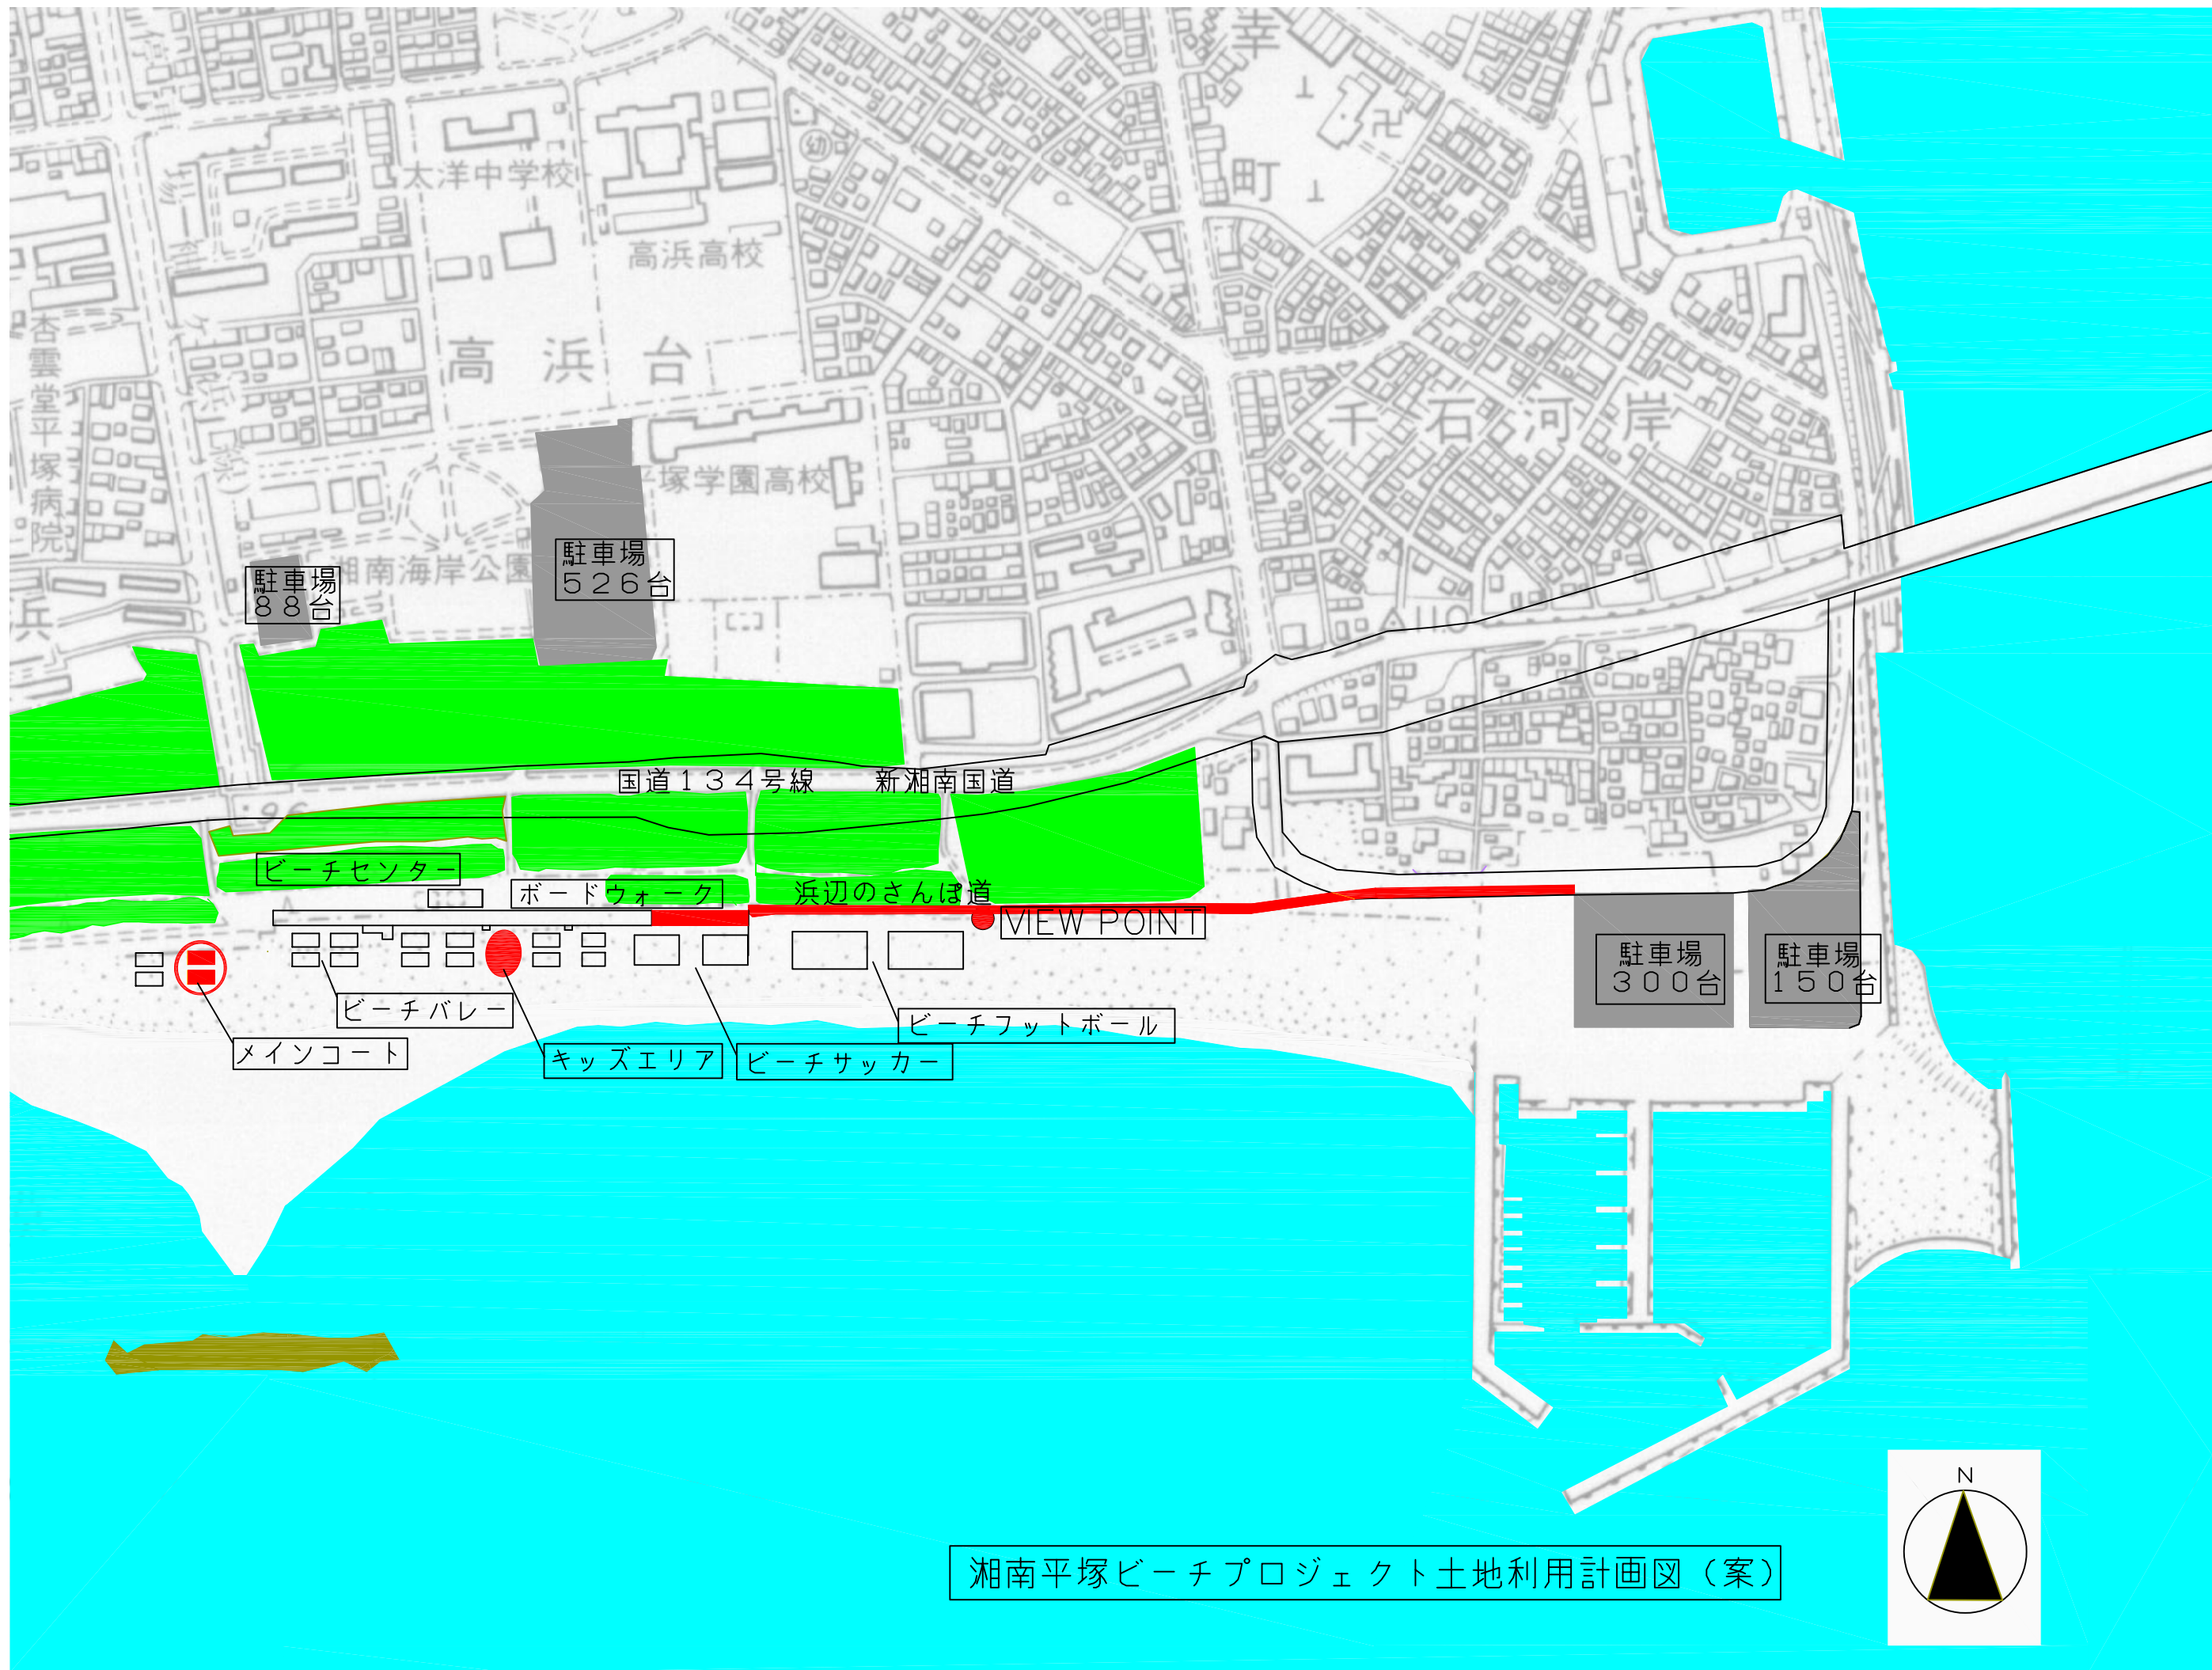 幸
町
太洋中学校
幼
高浜高校
杏雲堂平塚病院
高浜台
千石河岸
平塚学園高校
湘南海岸公園
駐車場
526台
駐車場
88台
浜
国道134号線
新湘南国道
ビーチセンター
ボードウォーク
浜辺のさんぽ道
VIEW POINT
駐車場
300台
駐車場
150台
ビーチバレー
メインコート
キッズエリア
ビーチサッカー
ビーチフットボール
N
湘南平塚ビーチプロジェクト土地利用計画図(案)